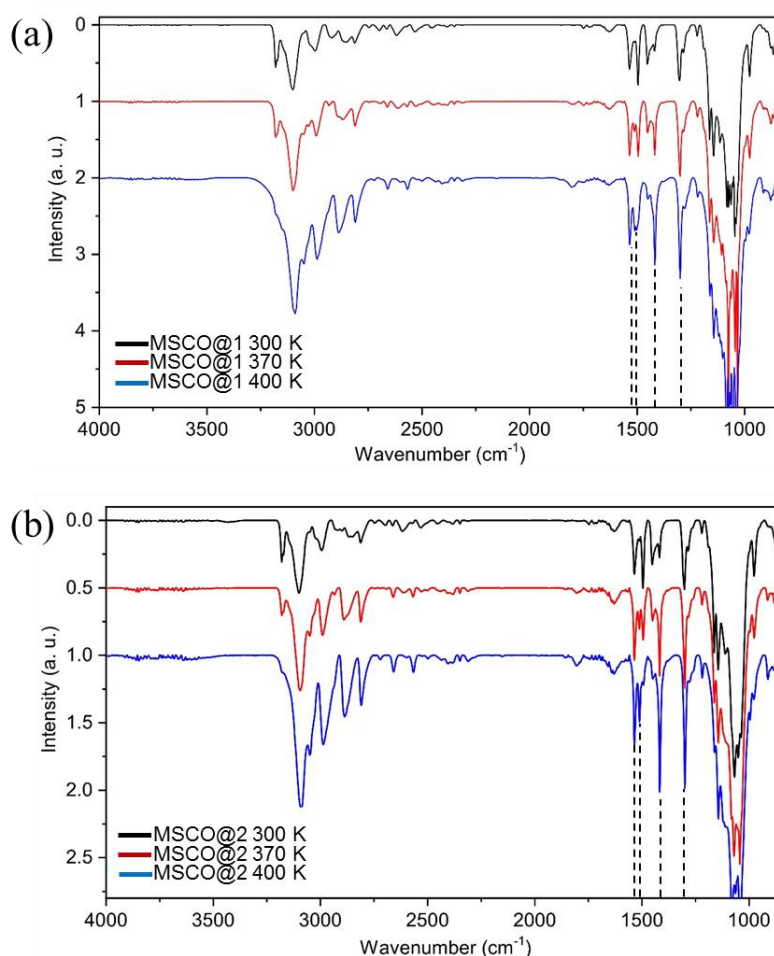 (a)
0
1
2
3
4
5
Intensity (a. u.)
MSCO@1 300 K
MSCO@1 370 K
MSCO@1 400 K
4000 3500 3000 2500 2000 1500 1000
Wavenumber (cm⁻¹)
(b)
0.0
0.5
1.0
1.5
2.0
2.5
Intensity (a. u.)
MSCO@2 300 K
MSCO@2 370 K
MSCO@2 400 K
4000 3500 3000 2500 2000 1500 1000
Wavenumber (cm⁻¹)